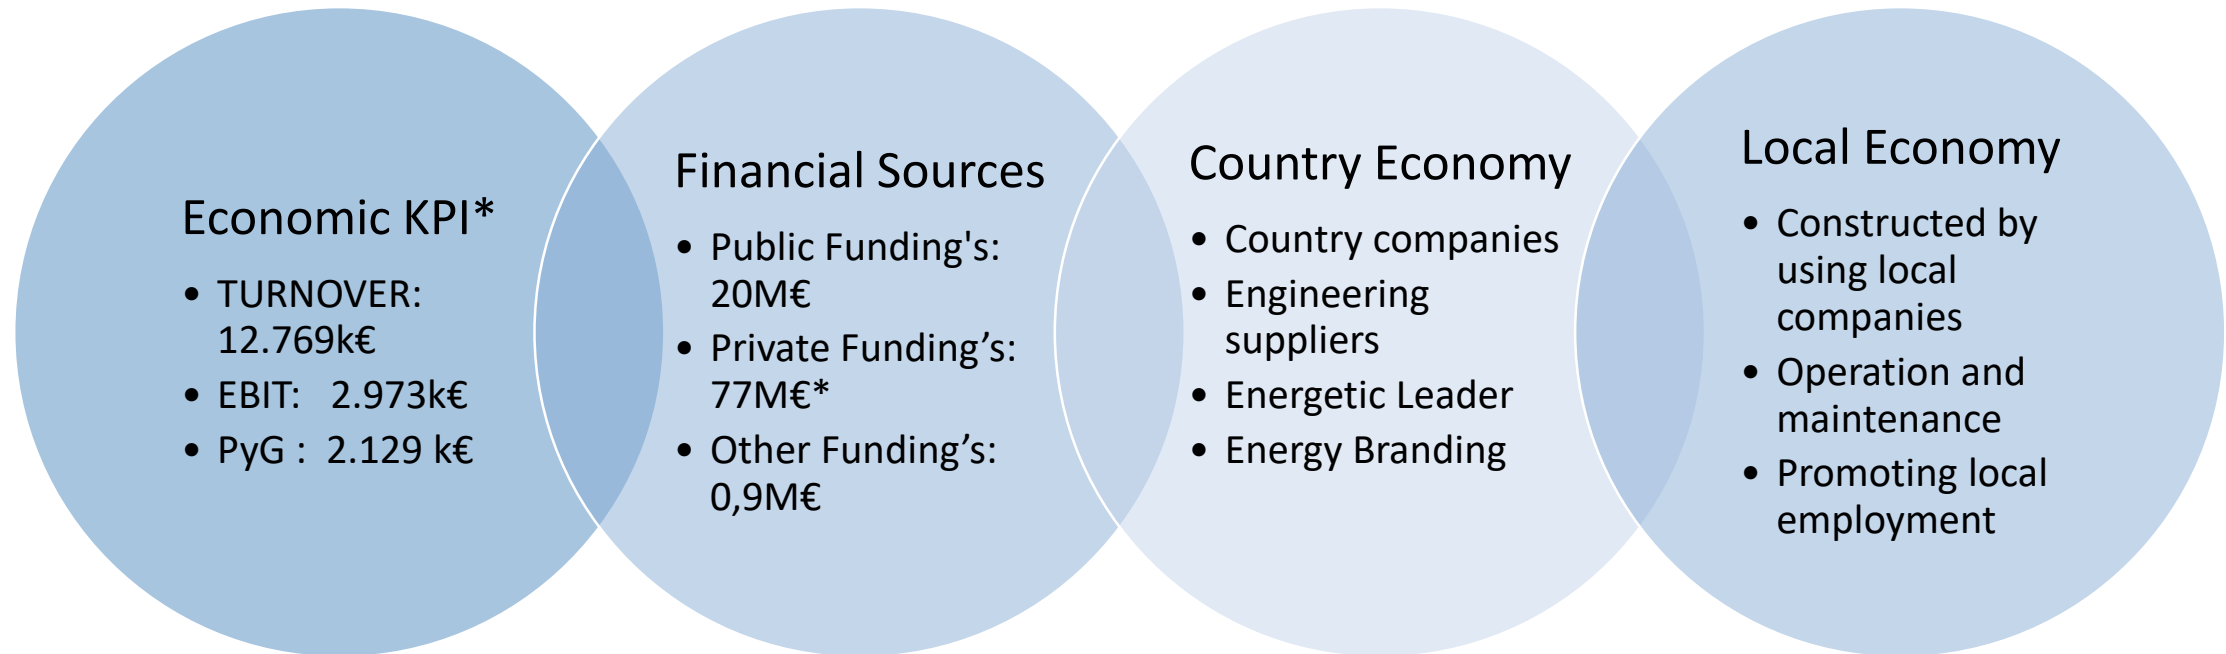 Economic KPI*
• TURNOVER:
12.769k€
• EBIT: 2.973k€
• PyG : 2.129 k€
Financial Sources
• Public Funding's:
20M€
• Private Funding’s:
77M€*
• Other Funding’s:
0,9M€
Country Economy
• Country companies
• Engineering
suppliers
• Energetic Leader
• Energy Branding
Local Economy
• Constructed by
using local
companies
• Operation and
maintenance
• Promoting local
employment